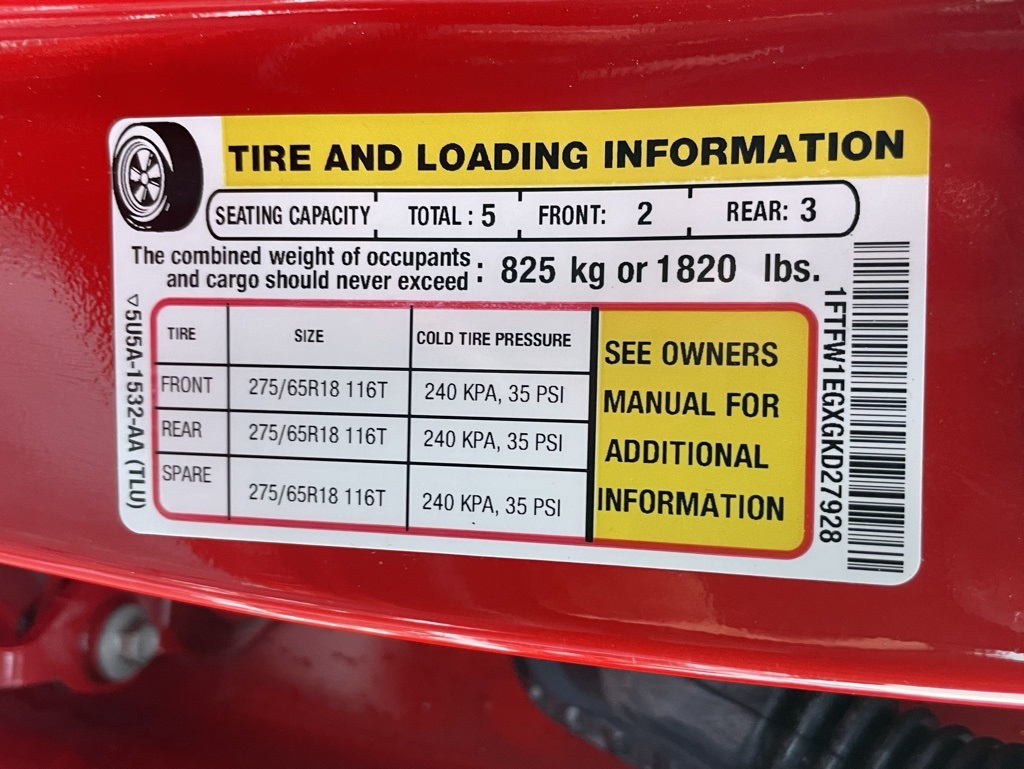 TIRE AND LOADING INFORMATION
SEATING CAPACITY TOTAL : 5 FRONT: 2 REAR: 3
The combined weight of occupants
and cargo should never exceed : 825 kg or 1820 lbs.
TIRE SIZE COLD TIRE PRESSURE
FRONT 275/65R18 116T 240 KPA, 35 PSI
REAR 275/65R18 116T 240 KPA, 35 PSI
SPARE 275/65R18 116T 240 KPA, 35 PSI
SEE OWNERS
MANUAL FOR
ADDITIONAL
INFORMATION
▽5U5A-1532-AA (TLU)
1FTFW1EGXGKD27928